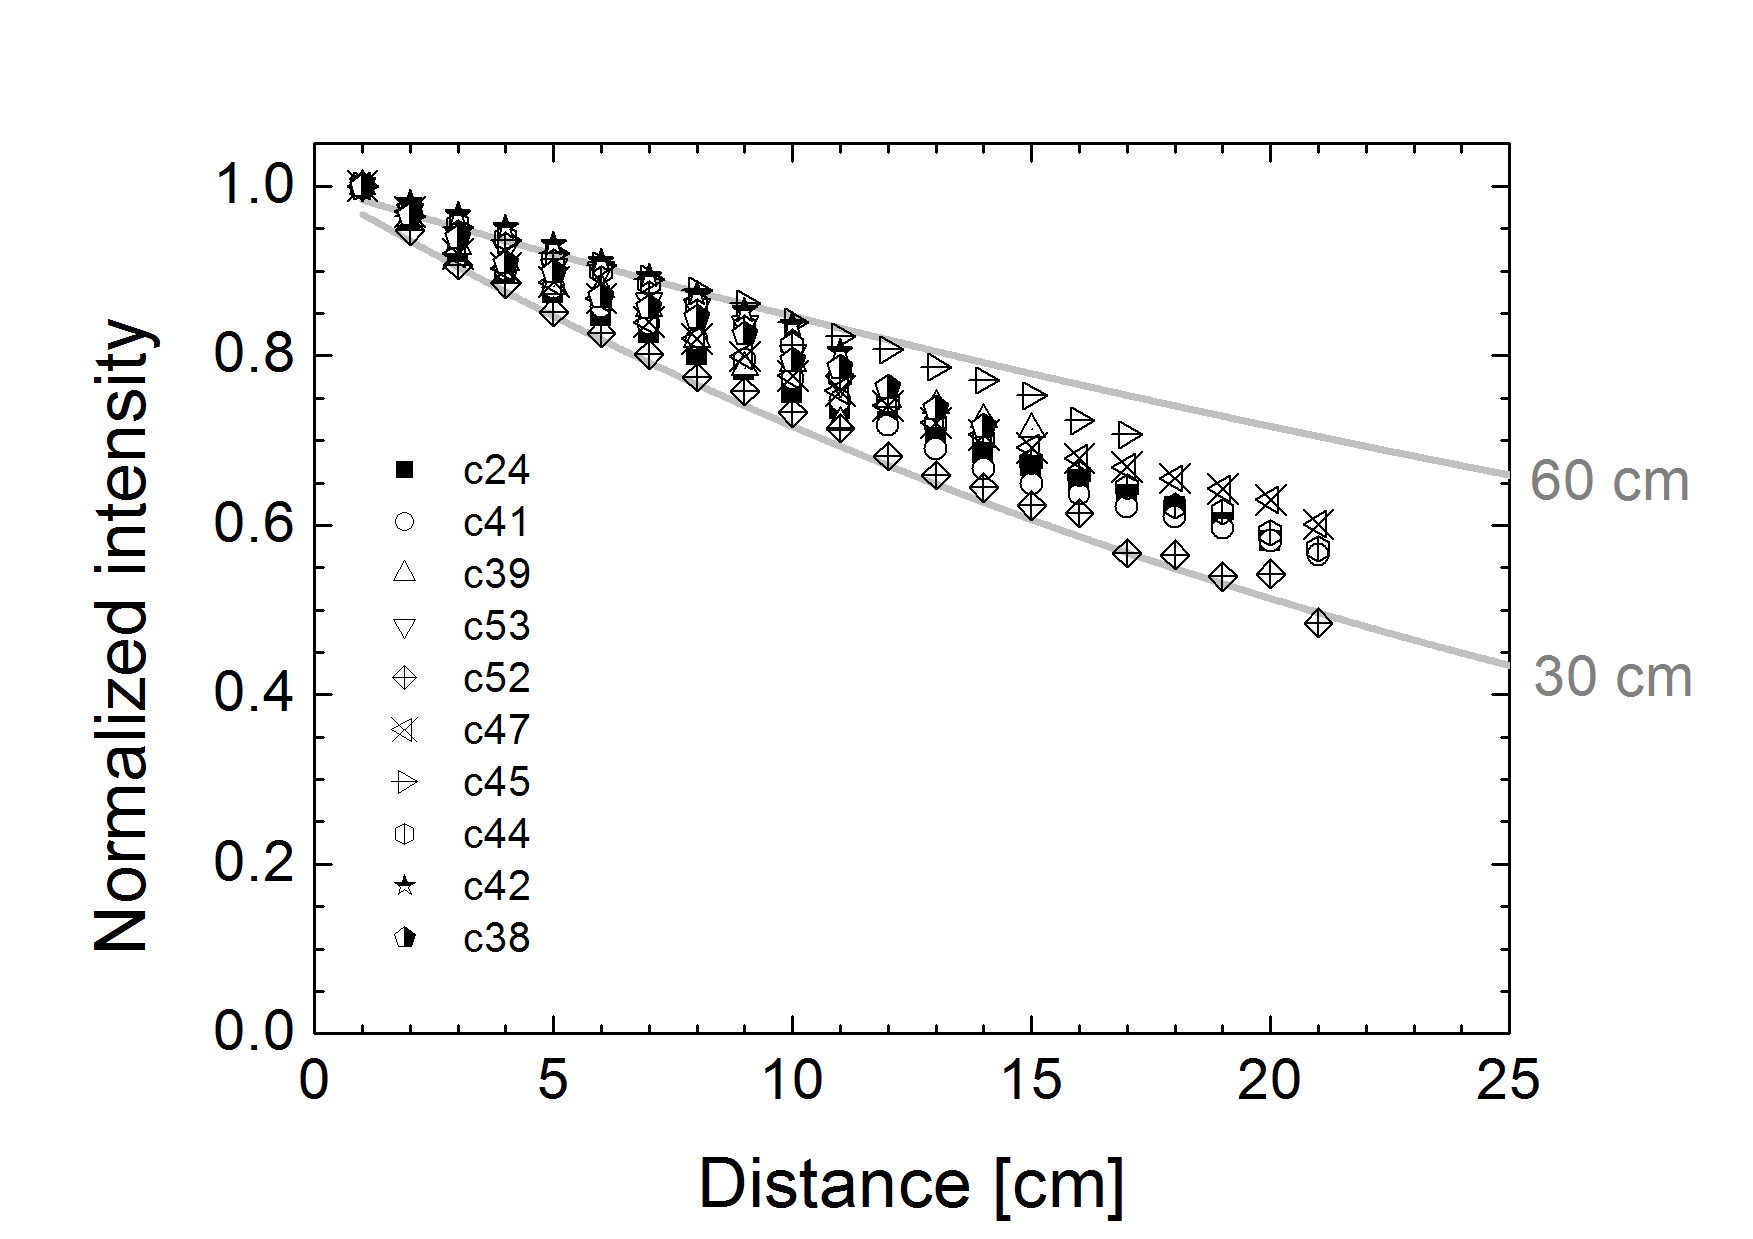 Normalized intensity
1.0
0.8
0.6
0.4
0.2
0.0
c24
c41
c39
c53
c52
c47
c45
c44
c42
c38
60 cm
30 cm
0 5 10 15 20 25
Distance [cm]